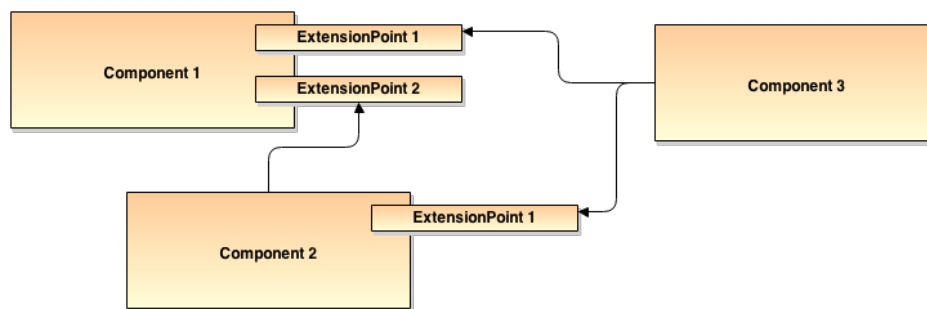 ExtensionPoint 1
Component 1
ExtensionPoint 2
Component 3
ExtensionPoint 1
Component 2